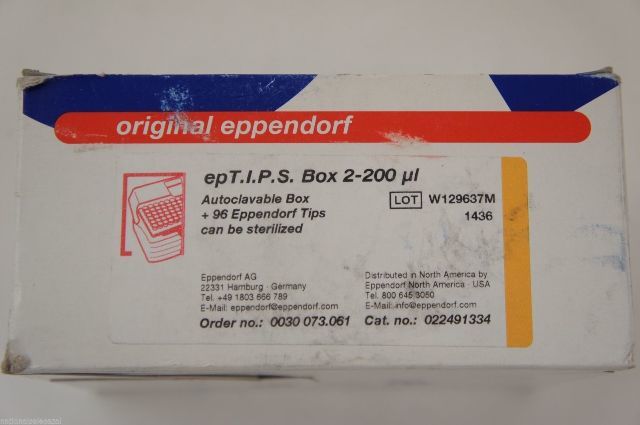 original eppendorf
epT.I.P.S. Box 2-200 µl
Autoclavable Box
+ 96 Eppendorf Tips
can be sterilized
LOT W129637M
1436
Eppendorf AG
22331 Hamburg · Germany
Tel. +49 1803 666 789
E-Mail: eppendorf@eppendorf.com
Order no.: 0030 073.061
Distributed in North America by
Eppendorf North America · USA
Tel. 800 645 3050
E-Mail: info@eppendorf.com
Cat. no.: 022491334